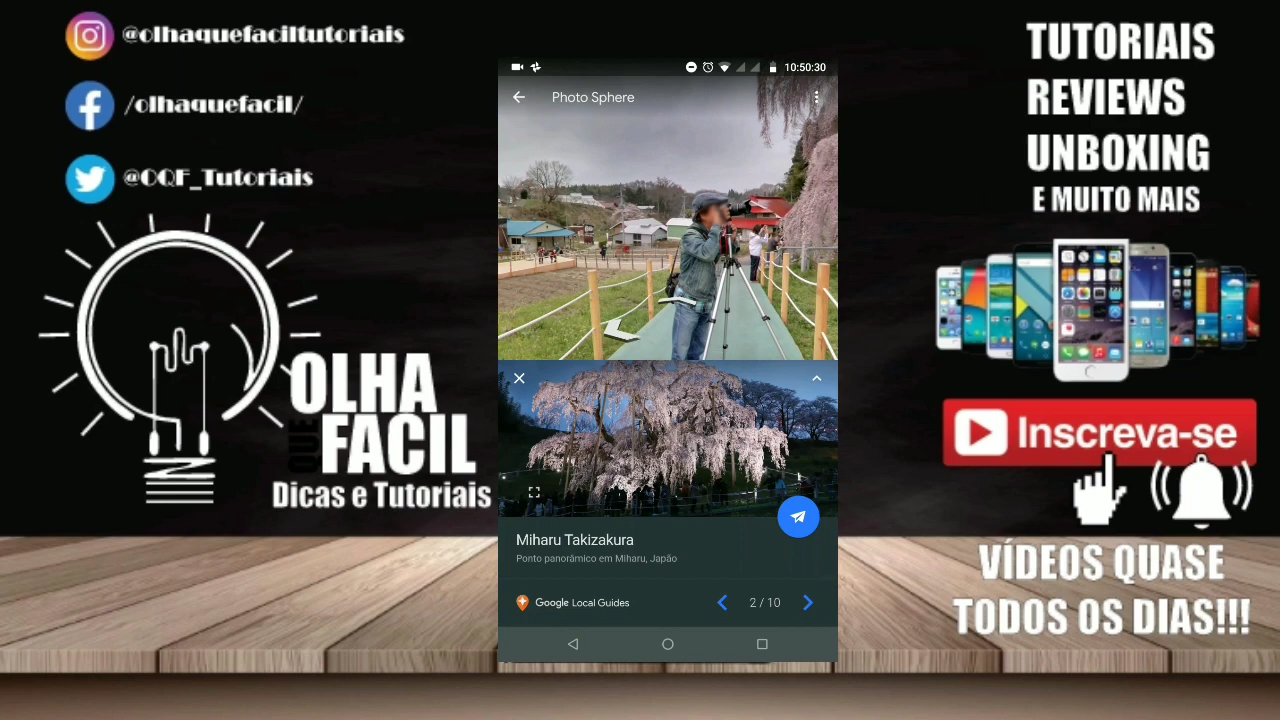 @olhaquefaciltutoriais
/olhaquefacil/
@OQF_Tutoriais
OLHA
QUE
FACIL
Dicas e Tutoriais
10:50:30
Photo Sphere
Miharu Takizakura
Ponto panorâmico em Miharu, Japão
Google Local Guides
2 / 10
TUTORIAIS
REVIEWS
UNBOXING
E MUITO MAIS
Inscreva-se
VÍDEOS QUASE
TODOS OS DIAS!!!